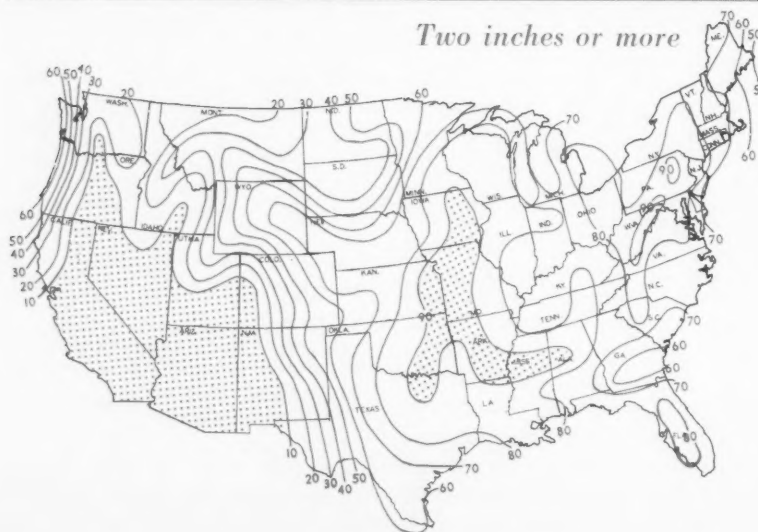 Two inches or more
70
60
50
60 50 40 30 20
WASH.
MONT.
20 30 40 50
N.D.
60
70
ME.
VT.
N.H.
MASS.
CONN.
60
ORE.
IDAHO
WYO.
S.D.
MINN.
WIS.
MICH.
N.Y.
90
PA.
N.J.
60
50
40
30
20
10
CALIF.
NEV.
UTAH
COLO.
NEB.
IOWA
ILL.
IND.
OHIO
80
W.VA.
VA.
70
KAN.
90
MO.
KY.
TENN.
N.C.
S.C.
70
60
60
70
ARIZ.
OKLA.
ARK.
MISS.
ALA.
GA.
TEXAS
LA.
FLA.
80
10
20
30
40
50
60
70
80
80